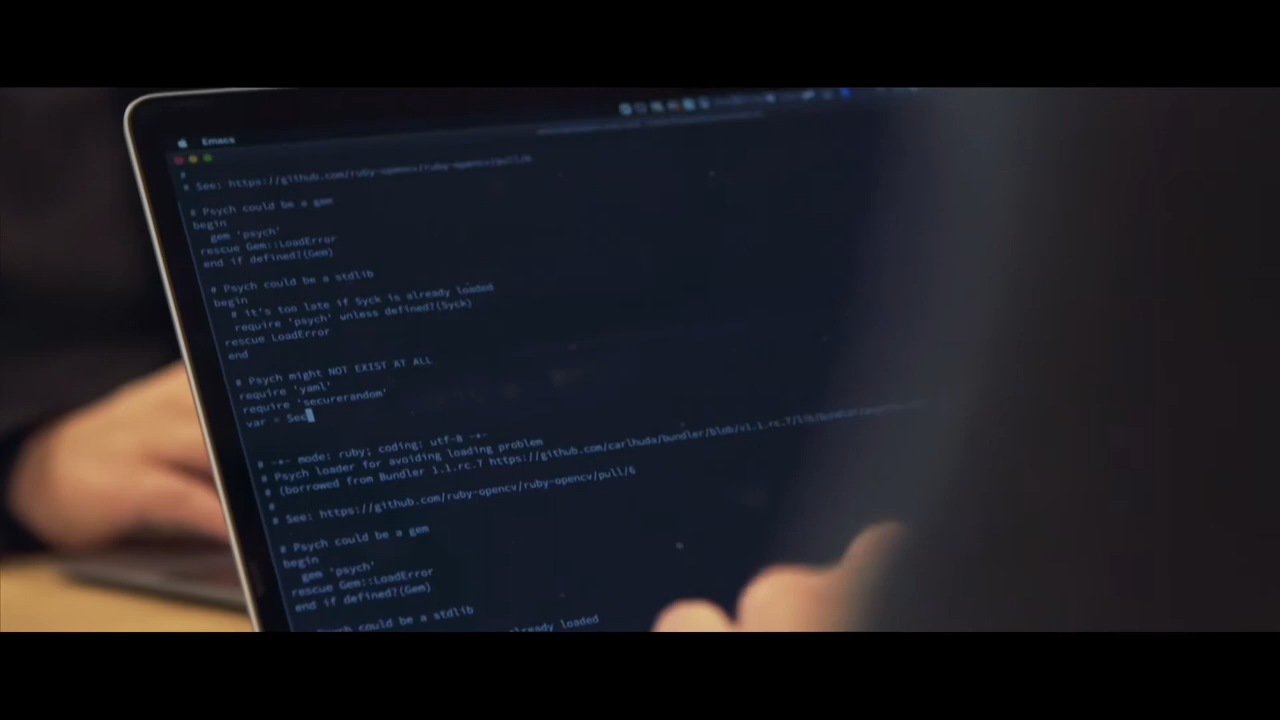 Emacs
#
# See: https://github.com/ruby-opencv/ruby-opencv/pull/6
# Psych could be a gem
begin
gem 'psych'
rescue Gem::LoadError
end if defined?(Gem)
# Psych could be a stdlib
begin
# it's too late if Syck is already loaded
require 'psych' unless defined?(Syck)
rescue LoadError
end
# Psych might NOT EXIST AT ALL
require 'yaml'
require 'securerandom'
var = Sec
# -*- mode: ruby; coding: utf-8 -*-
# Psych loader for avoiding loading problem
# (borrowed from Bundler 1.1.rc.7 https://github.com/carlhuda/bundler/blob/v1.1.rc.7/lib/bundler/
#
# See: https://github.com/ruby-opencv/ruby-opencv/pull/6
# Psych could be a gem
begin
gem 'psych'
rescue Gem::LoadError
end if defined?(Gem)
# Psych could be a stdlib
already loaded